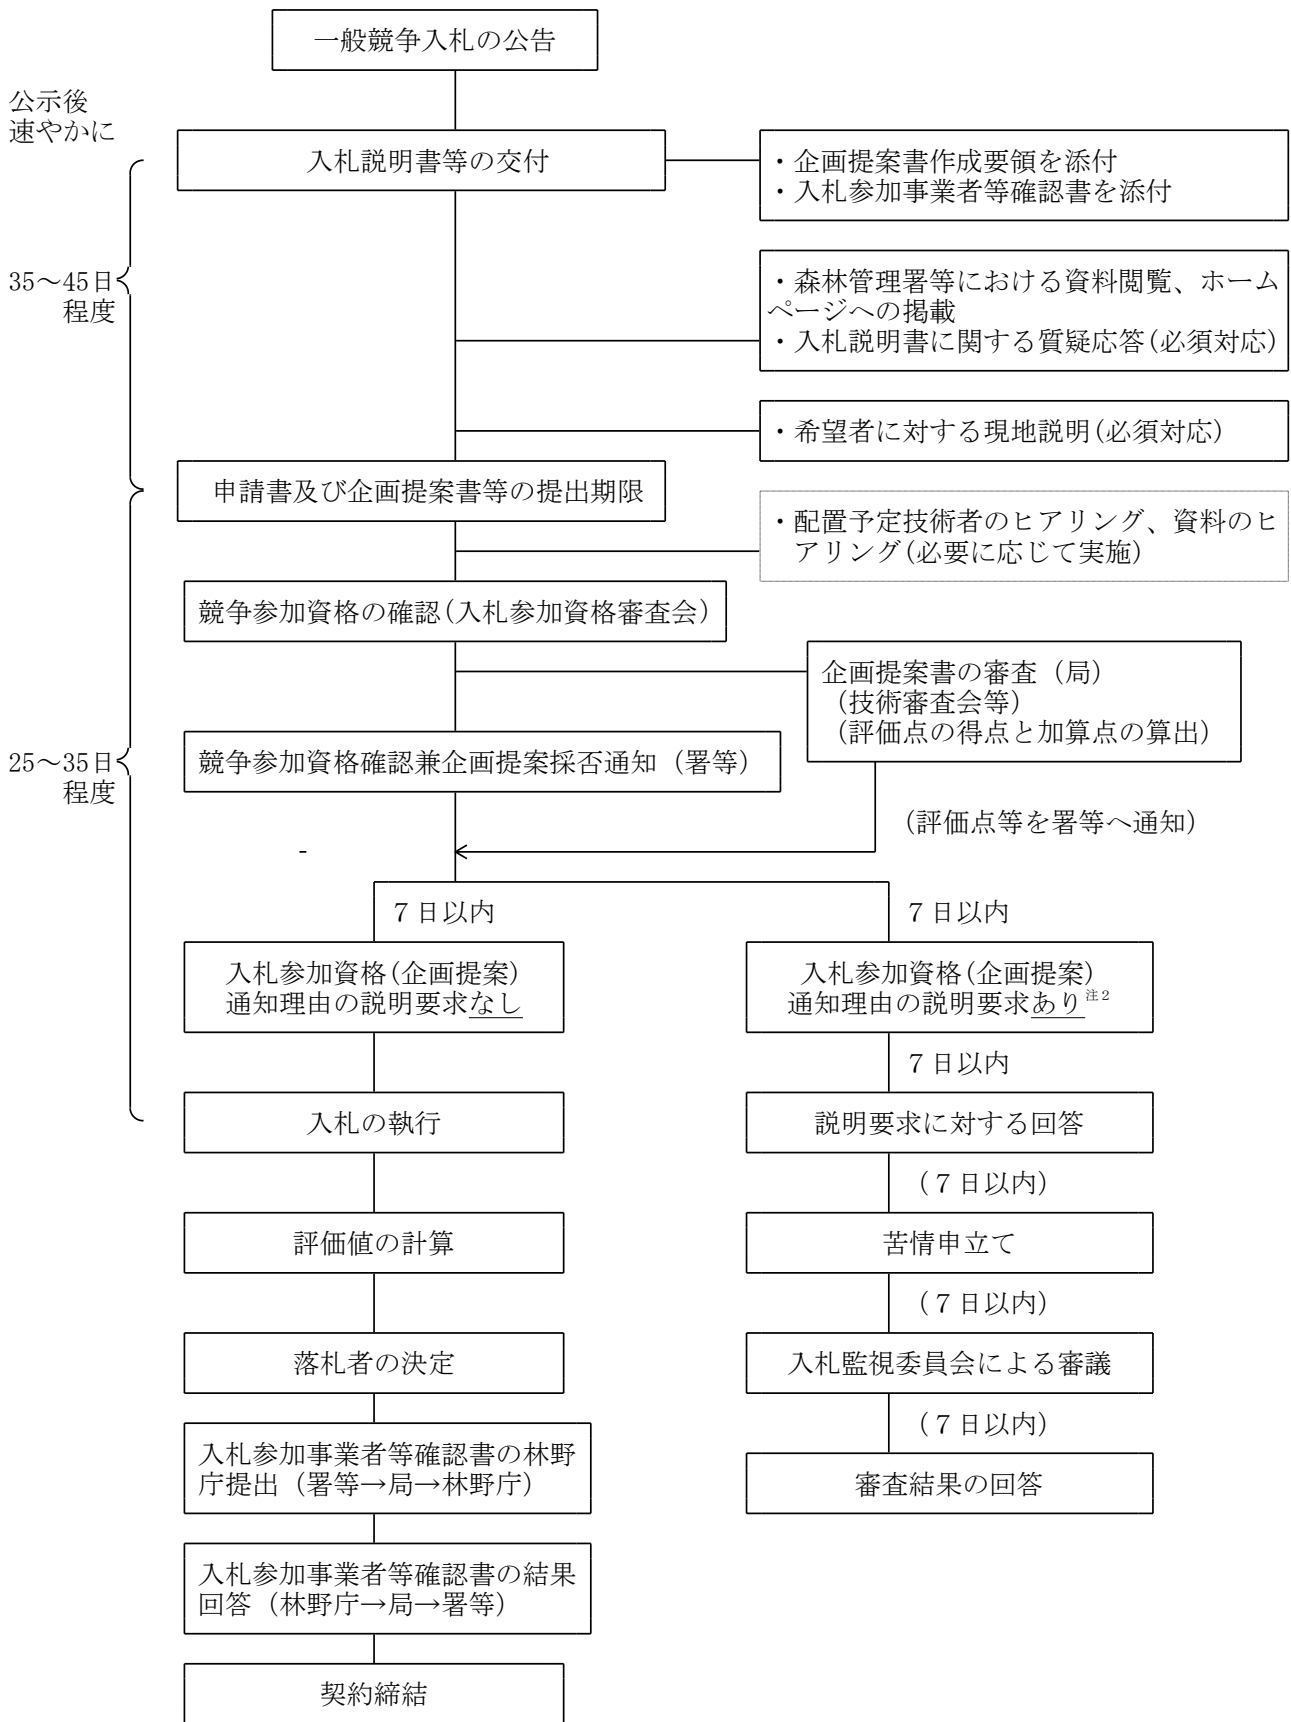 一般競争入札の公告
公示後
速やかに
入札説明書等の交付
・企画提案書作成要領を添付
・入札参加事業者等確認書を添付
35～45日
程度
・森林管理署等における資料閲覧、ホーム
ページへの掲載
・入札説明書に関する質疑応答(必須対応)
・希望者に対する現地説明(必須対応)
申請書及び企画提案書等の提出期限
・配置予定技術者のヒアリング、資料のヒ
アリング(必要に応じて実施)
競争参加資格の確認(入札参加資格審査会)
企画提案書の審査（局）
（技術審査会等）
（評価点の得点と加算点の算出）
25～35日
程度
競争参加資格確認兼企画提案採否通知（署等）
（評価点等を署等へ通知）
-
７日以内
７日以内
入札参加資格(企画提案)
通知理由の説明要求なし
入札参加資格(企画提案)
通知理由の説明要求あり注2
７日以内
入札の執行
説明要求に対する回答
（７日以内）
評価値の計算
苦情申立て
（７日以内）
落札者の決定
入札監視委員会による審議
（７日以内）
入札参加事業者等確認書の林野
庁提出（署等→局→林野庁）
審査結果の回答
入札参加事業者等確認書の結果
回答（林野庁→局→署等）
契約締結